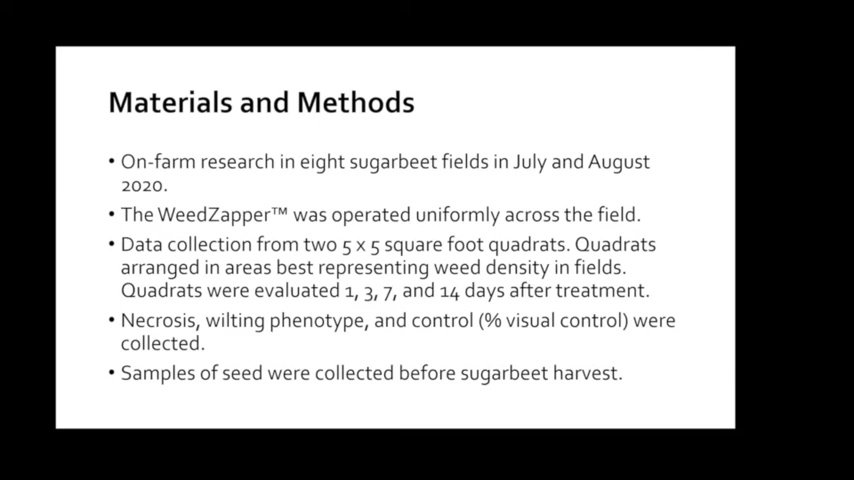 Materials and Methods
• On-farm research in eight sugarbeet fields in July and August
2020.
• The WeedZapper™ was operated uniformly across the field.
• Data collection from two 5 x 5 square foot quadrats. Quadrats
arranged in areas best representing weed density in fields.
Quadrats were evaluated 1, 3, 7, and 14 days after treatment.
• Necrosis, wilting phenotype, and control (% visual control) were
collected.
• Samples of seed were collected before sugarbeet harvest.